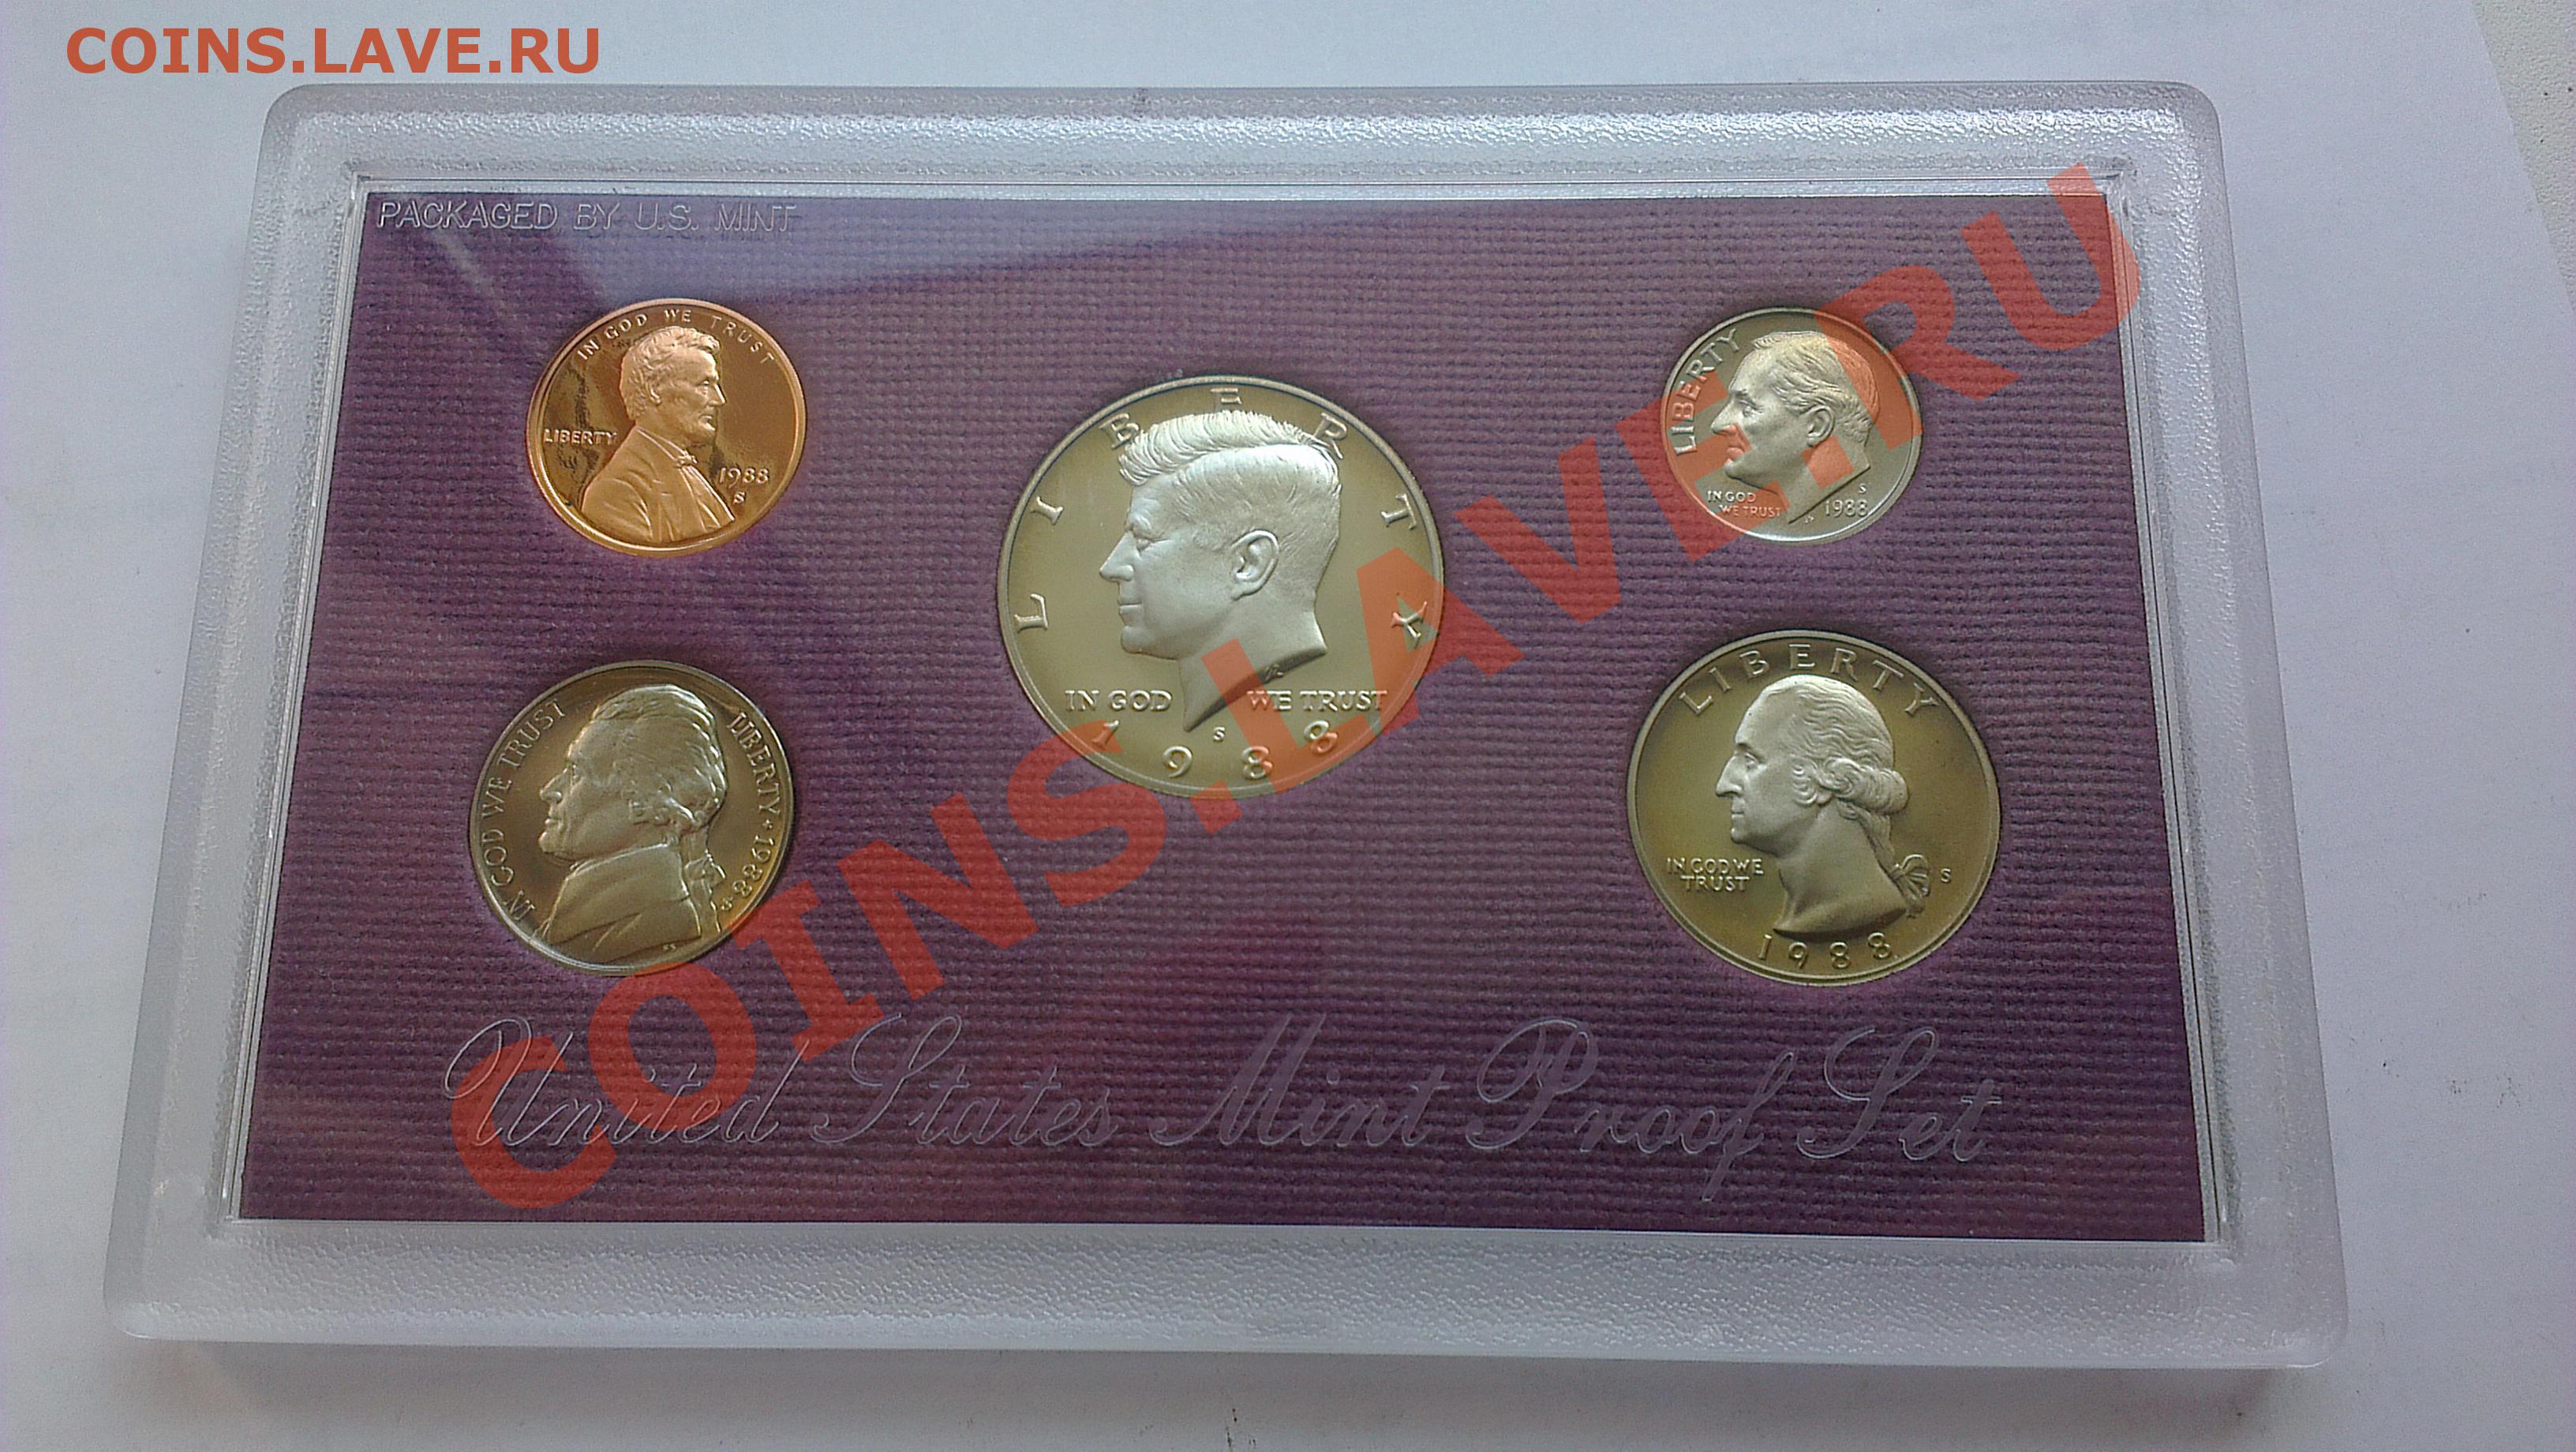 COINS.LAVE.RU
PACKAGED BY U.S. MINT
IN GOD WE TRUST
LIBERTY
1988
S
LIBERTY
IN GOD WE TRUST
1988
S
LIBERTY
IN GOD
WE TRUST
S
1988
IN GOD WE TRUST
LIBERTY * 1988
S
LIBERTY
IN GOD WE
TRUST
S
1988
United States Mint Proof Set
COINS.LAVE.RU